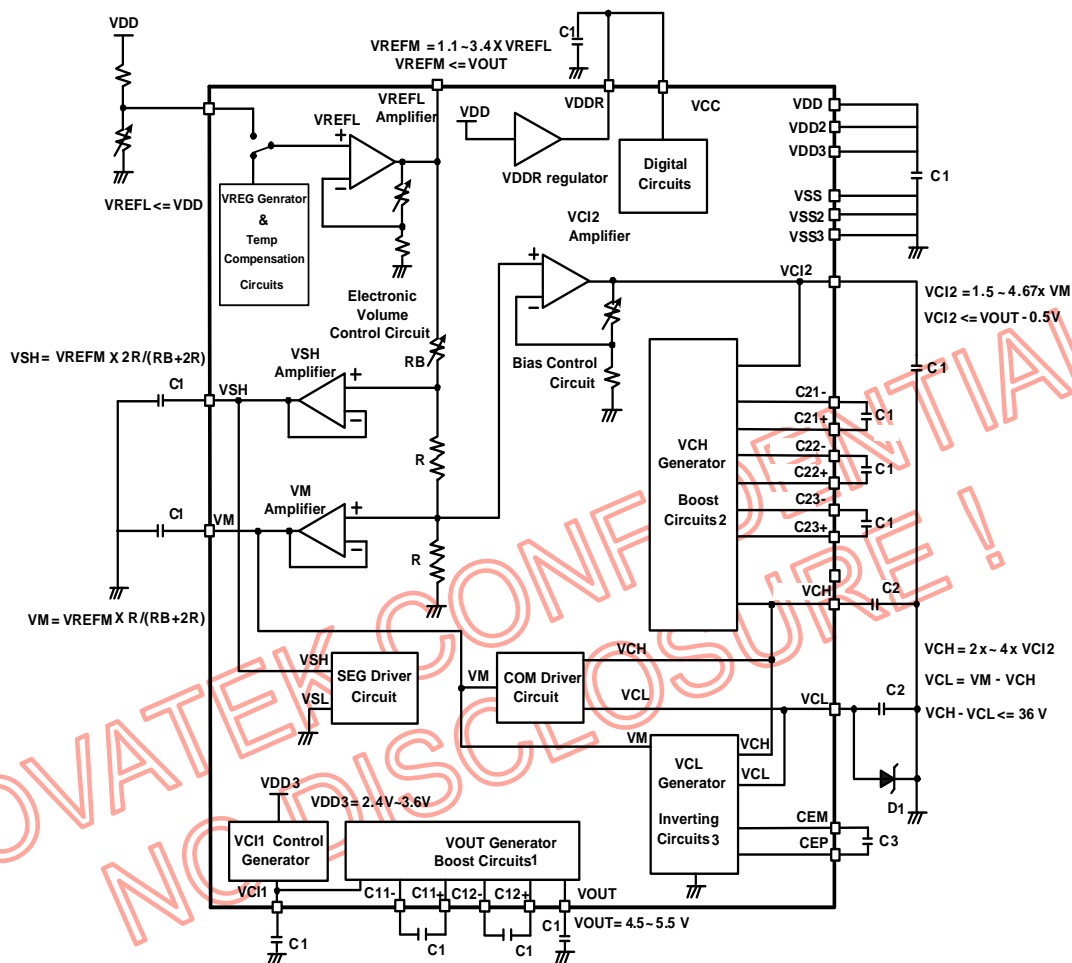 VDD
VREFM = 1.1~3.4X VREFL
VREFM <= VOUT
C1
VREFL
Amplifier
VREFL
VDD
VDDR
VCC
VDDR regulator
Digital
Circuits
VDD
VDD2
VDD3
C1
VSS
VSS2
VSS3
VREFL <= VDD
VREG Genrator
&
Temp
Compensation
Circuits
+
−
VCI2
Amplifier
+
−
VCI2
VCI2 = 1.5 ~ 4.67x VM
VCI2 <= VOUT - 0.5V
Electronic
Volume
Control Circuit
RB
Bias Control
Circuit
C1
VSH = VREFM X 2R/(RB+2R)
C1
VSH
VSH
Amplifier
+
−
R
VCH
Generator
Boost
Circuits2
C21-
C21+
C1
C22-
C22+
C1
C23-
C23+
C1
C1
VM
VM
Amplifier
+
−
R
VCH
C2
VM = VREFM X R/(RB+2R)
VSH
VSL
SEG Driver
Circuit
VM
COM Driver
Circuit
VCH
VCL
VCL
C2
VCH = 2x~ 4x VCI2
VCL = VM - VCH
VCH - VCL <= 36 V
VM
VCH
VCL
VCL
Generator
Inverting
Circuits3
D1
CEM
CEP
C3
VDD3
VDD3 = 2.4V~3.6V
VCI1 Control
Generator
VOUT Generator
Boost Circuits1
VCI1
C11-
C11+
C12-
C12+
VOUT
C1
C1
C1
C1
VOUT = 4.5~ 5.5 V
OVATEK CONFIDENTIAL
NO DISCLOSURE !